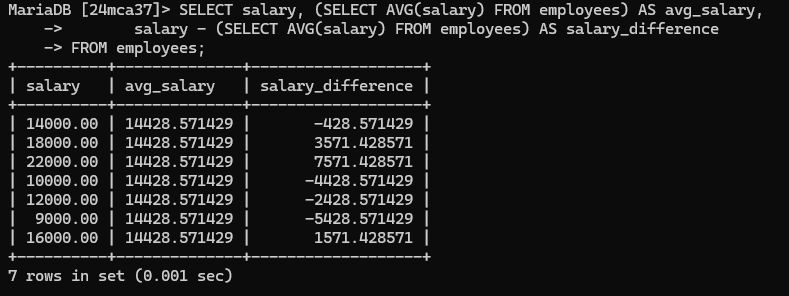 MariaDB [24mca37]> SELECT salary, (SELECT AVG(salary) FROM employees) AS avg_salary,
    ->        salary - (SELECT AVG(salary) FROM employees) AS salary_difference
    -> FROM employees;
+----------+--------------+-------------------+
| salary   | avg_salary   | salary_difference |
+----------+--------------+-------------------+
| 14000.00 | 14428.571429 |       -428.571429 |
| 18000.00 | 14428.571429 |       3571.428571 |
| 22000.00 | 14428.571429 |       7571.428571 |
| 10000.00 | 14428.571429 |      -4428.571429 |
| 12000.00 | 14428.571429 |      -2428.571429 |
|  9000.00 | 14428.571429 |      -5428.571429 |
| 16000.00 | 14428.571429 |       1571.428571 |
+----------+--------------+-------------------+
7 rows in set (0.001 sec)